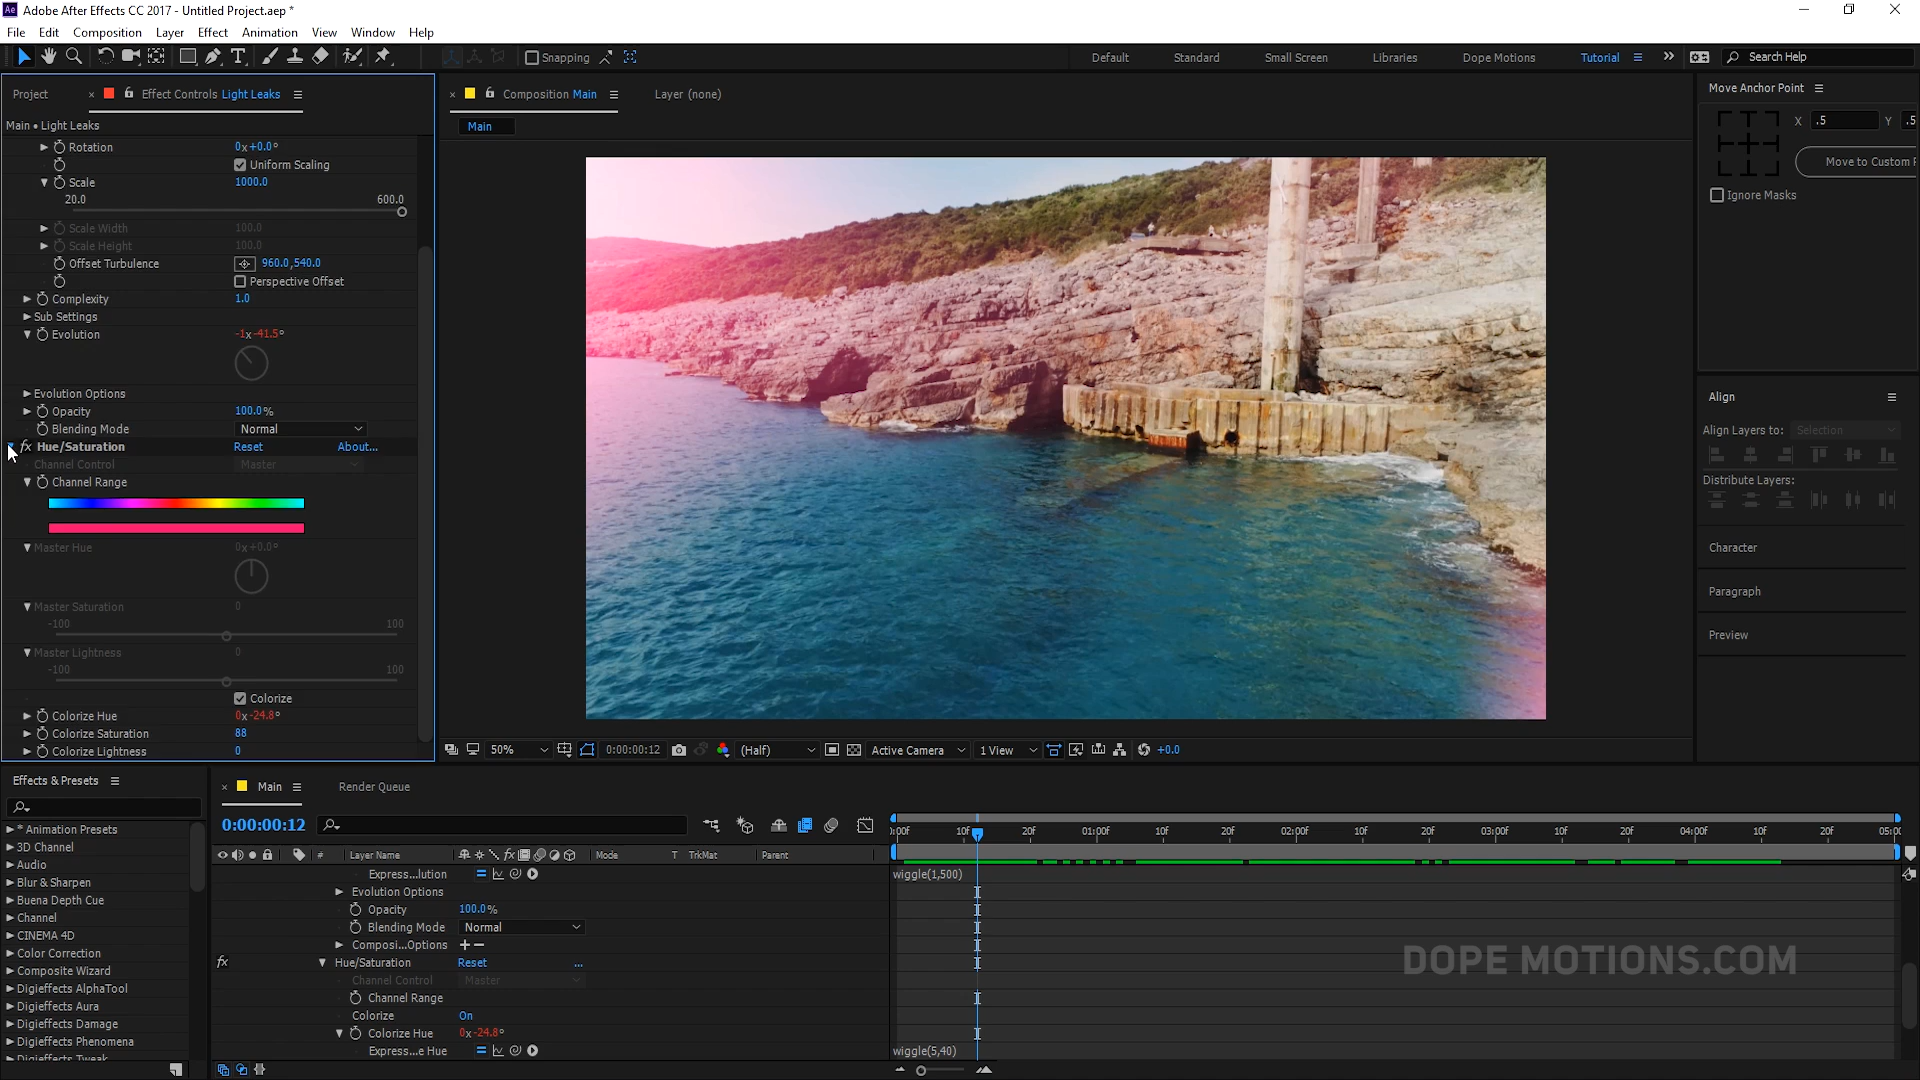 Adobe After Effects CC 2017 - Untitled Project.aep *
File Edit Composition Layer Effect Animation View Window Help
Snapping
Default Standard Small Screen Libraries Dope Motions Tutorial Search Help
Project
Effect Controls Light Leaks
Main • Light Leaks
Rotation 0x+0.0°
Uniform Scaling
Scale 1000.0
20.0 600.0
Scale Width 100.0
Scale Height 100.0
Offset Turbulence 960.0,540.0
Perspective Offset
Complexity 1.0
Sub Settings
Evolution -1x-41.5°
Evolution Options
Opacity 100.0%
Blending Mode Normal
fx Hue/Saturation Reset About...
Channel Control Master
Channel Range
Master Hue 0x+0.0°
Master Saturation 0
-100 100
Master Lightness 0
-100 100
Colorize
Colorize Hue 0x-24.8°
Colorize Saturation 88
Colorize Lightness 0
Composition Main
Layer (none)
Main
50% 0:00:00:12 (Half) Active Camera 1 View +0.0
Move Anchor Point
X .5 Y .5
Move to Custom
Ignore Masks
Align
Align Layers to: Selection
Distribute Layers:
Character
Paragraph
Preview
Effects & Presets
* Animation Presets
3D Channel
Audio
Blur & Sharpen
Buena Depth Cue
Channel
CINEMA 4D
Color Correction
Composite Wizard
Digieffects AlphaTool
Digieffects Aura
Digieffects Damage
Digieffects Phenomena
Digieffects Tweak
Main
Render Queue
0:00:00:12
# Layer Name fx Mode T TrkMat Parent
:00f 10f 20f 01:00f 10f 20f 02:00f 10f 20f 03:00f 10f 20f 04:00f 10f 20f 05:00
Express...lution wiggle(1,500)
Evolution Options
Opacity 100.0%
Blending Mode Normal
Composi...Options +-
fx Hue/Saturation Reset ...
Channel Control Master
Channel Range
Colorize On
Colorize Hue 0x-24.8°
Express...e Hue wiggle(5,40)
DOPE MOTIONS.COM